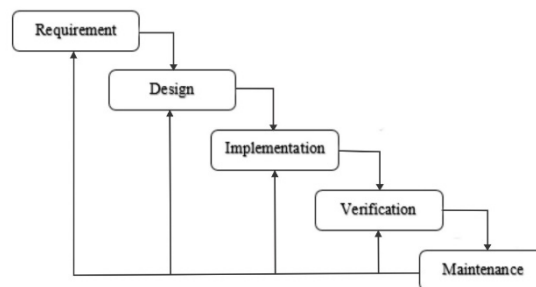 Requirement
Design
Implementation
Verification
Maintenance